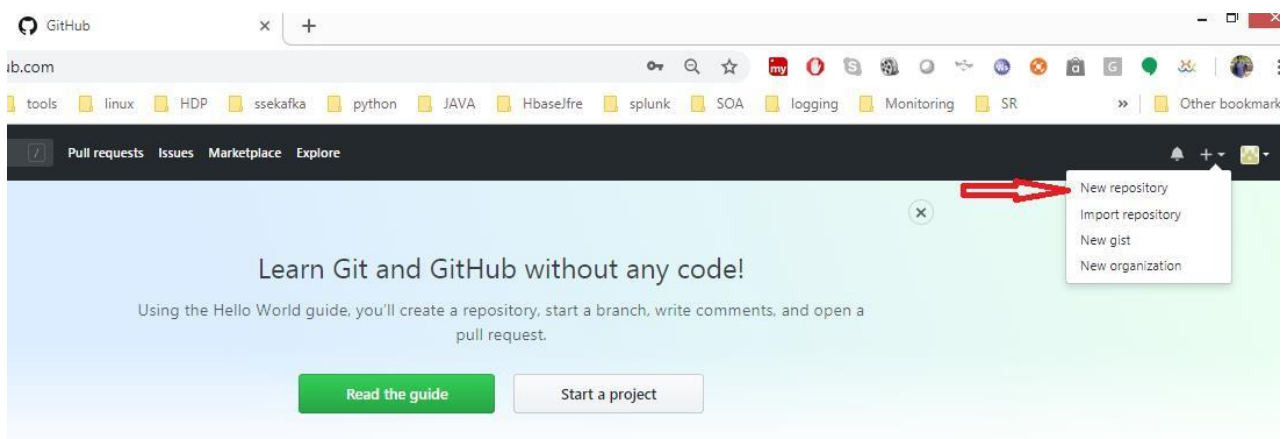 GitHub
ub.com
tools linux HDP ssekafka python JAVA HbaseJfre splunk SOA logging Monitoring SR » Other bookmark
/ Pull requests Issues Marketplace Explore
New repository
Import repository
New gist
New organization
Learn Git and GitHub without any code!
Using the Hello World guide, you'll create a repository, start a branch, write comments, and open a
pull request.
Read the guide Start a project